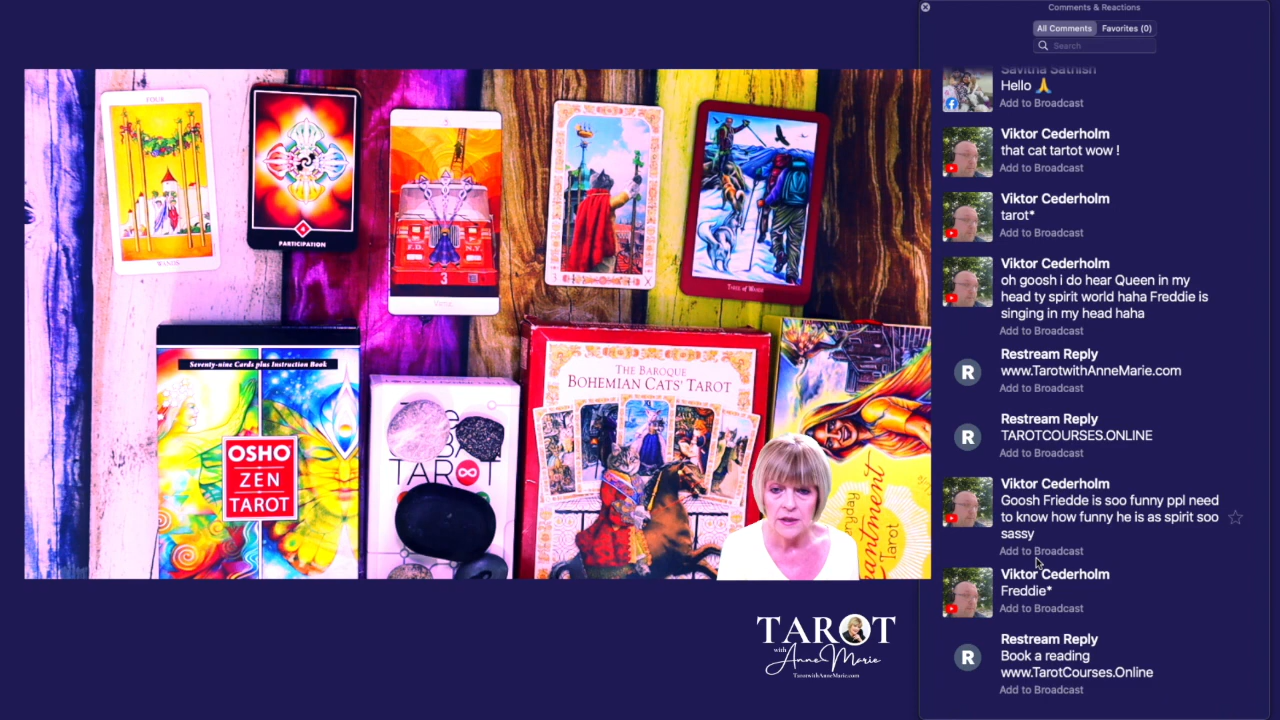 Comments & Reactions
All Comments
Favorites (0)
Search
Savitha Sathish
Hello 🙏
Add to Broadcast
Viktor Cederholm
that cat tartot wow !
Add to Broadcast
Viktor Cederholm
tarot*
Add to Broadcast
Viktor Cederholm
oh goosh i do hear Queen in my
head ty spirit world haha Freddie is
singing in my head haha
Add to Broadcast
R
Restream Reply
www.TarotwithAnneMarie.com
Add to Broadcast
R
Restream Reply
TAROTCOURSES.ONLINE
Add to Broadcast
Viktor Cederholm
Goosh Friedde is soo funny ppl need
to know how funny he is as spirit soo
sassy
Add to Broadcast
Viktor Cederholm
Freddie*
Add to Broadcast
R
Restream Reply
Book a reading
www.TarotCourses.Online
Add to Broadcast
FOUR
WANDS
4
PARTICIPATION
F.D. N.Y.
3
THREE OF WANDS
Seventy-nine Cards plus Instruction Book
OSHO
ZEN
TAROT
TAROT
THE BAROQUE
BOHEMIAN CATS' TAROT
Tarot
TAROT
with
Anne Marie
TarotwithAnneMarie.com